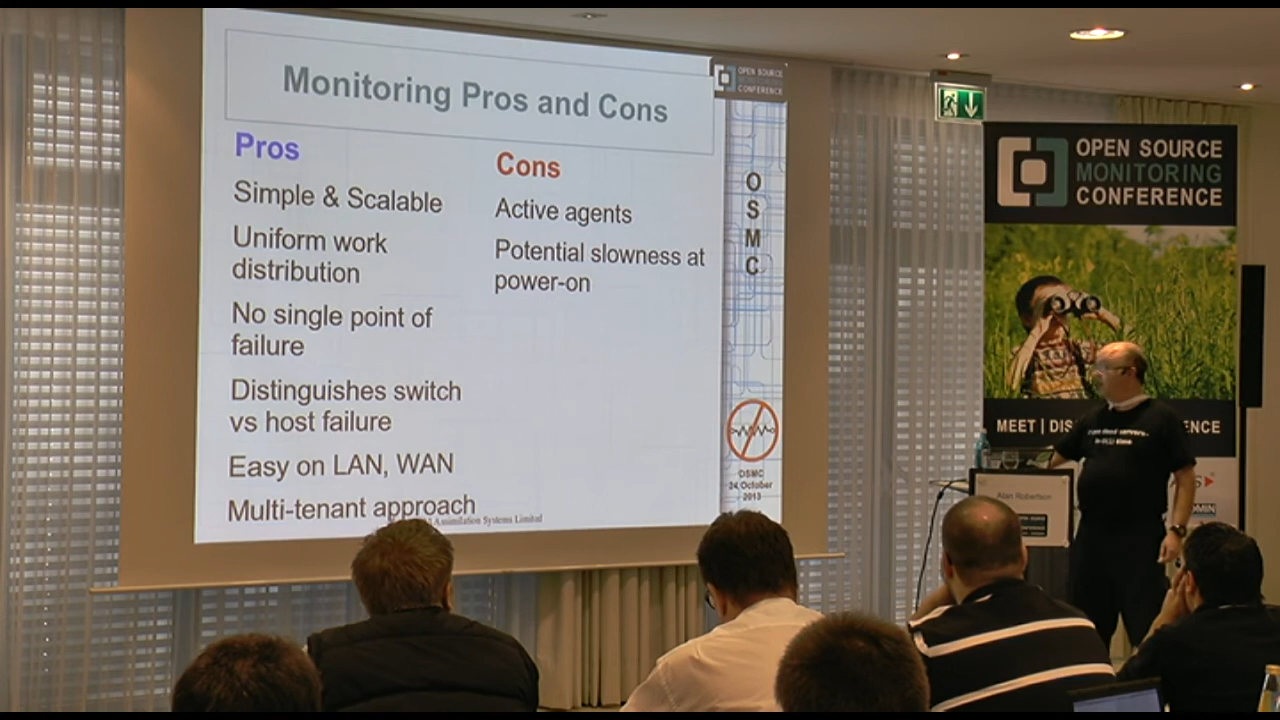 Monitoring Pros and Cons
Pros
Simple & Scalable
Uniform work
distribution
No single point of
failure
Distinguishes switch
vs host failure
Easy on LAN, WAN
Multi-tenant approach
Assimilation Systems Limited
Cons
Active agents
Potential slowness at
power-on
OPEN SOURCE
MONITORING
CONFERENCE
O
S
M
C
OSMC
24 October
2013
OPEN SOURCE
MONITORING
CONFERENCE
MEET | DIS
ENCE
Alan Robertson